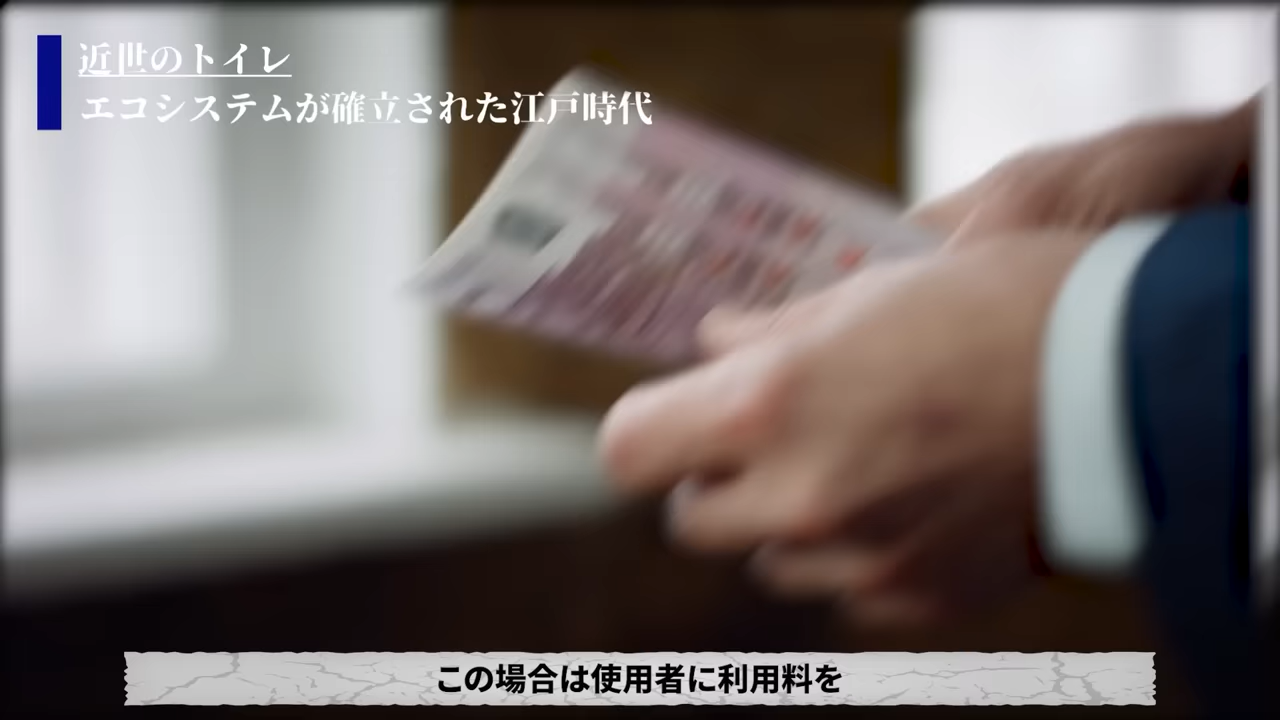 近世のトイレ
エコシステムが確立された江戸時代
この場合は使用者に利用料を